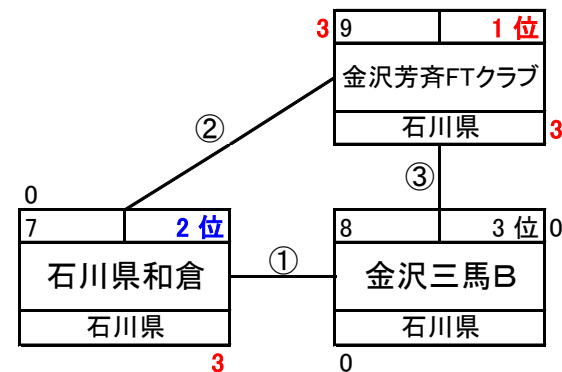 3 9 1 位
金沢芳斉FTクラブ
石川県 3
②
③
0
7 2 位
石川県和倉
石川県
3
①
8 3 位 0
金沢三馬B
石川県
0